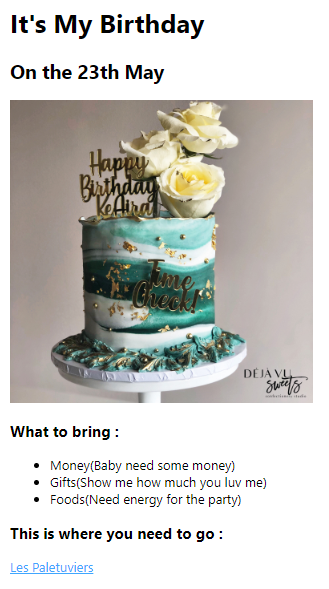 It's My Birthday
On the 23th May
Happy
Birthday
KeAira
Time
Check!
DÉJÀ VU
sweets
What to bring :
Money(Baby need some money)
Gifts(Show me how much you luv me)
Foods(Need energy for the party)
This is where you need to go :
Les Paletuviers